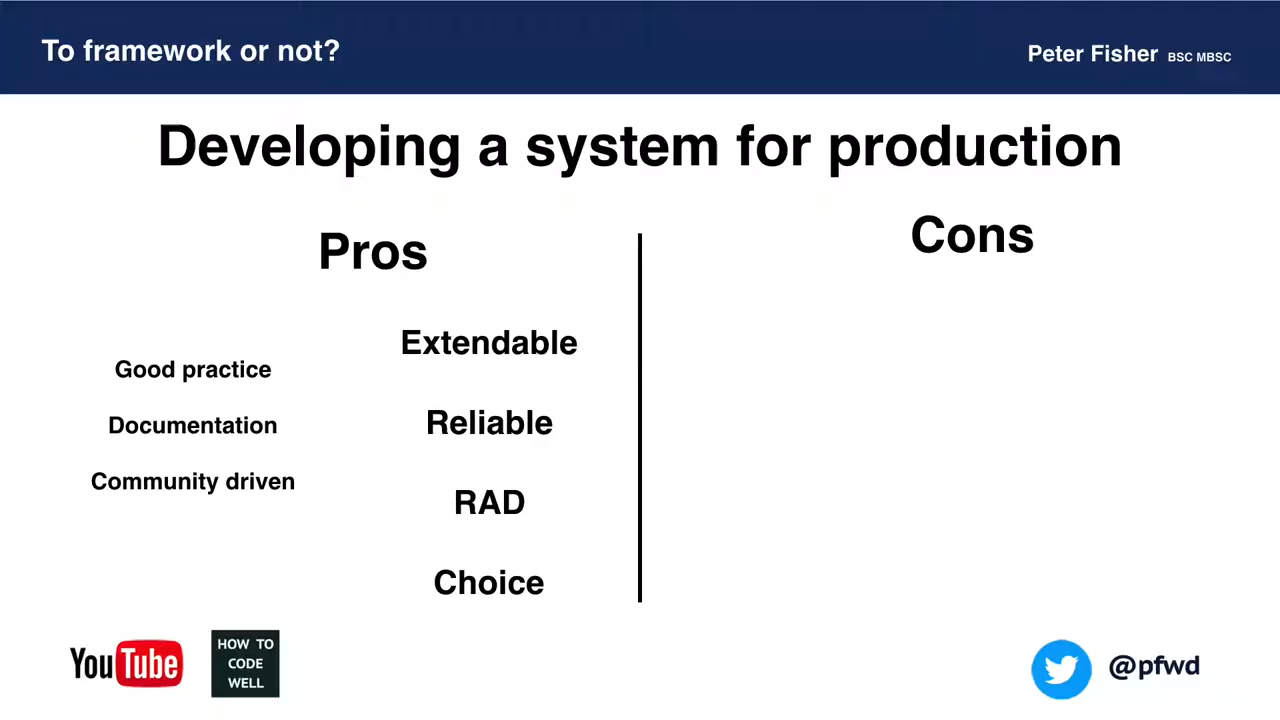 To framework or not?
Peter Fisher BSC MBSC
Developing a system for production
Pros
Good practice
Documentation
Community driven
Extendable
Reliable
RAD
Choice
Cons
YouTube
HOW TO
CODE
WELL
@pfwd